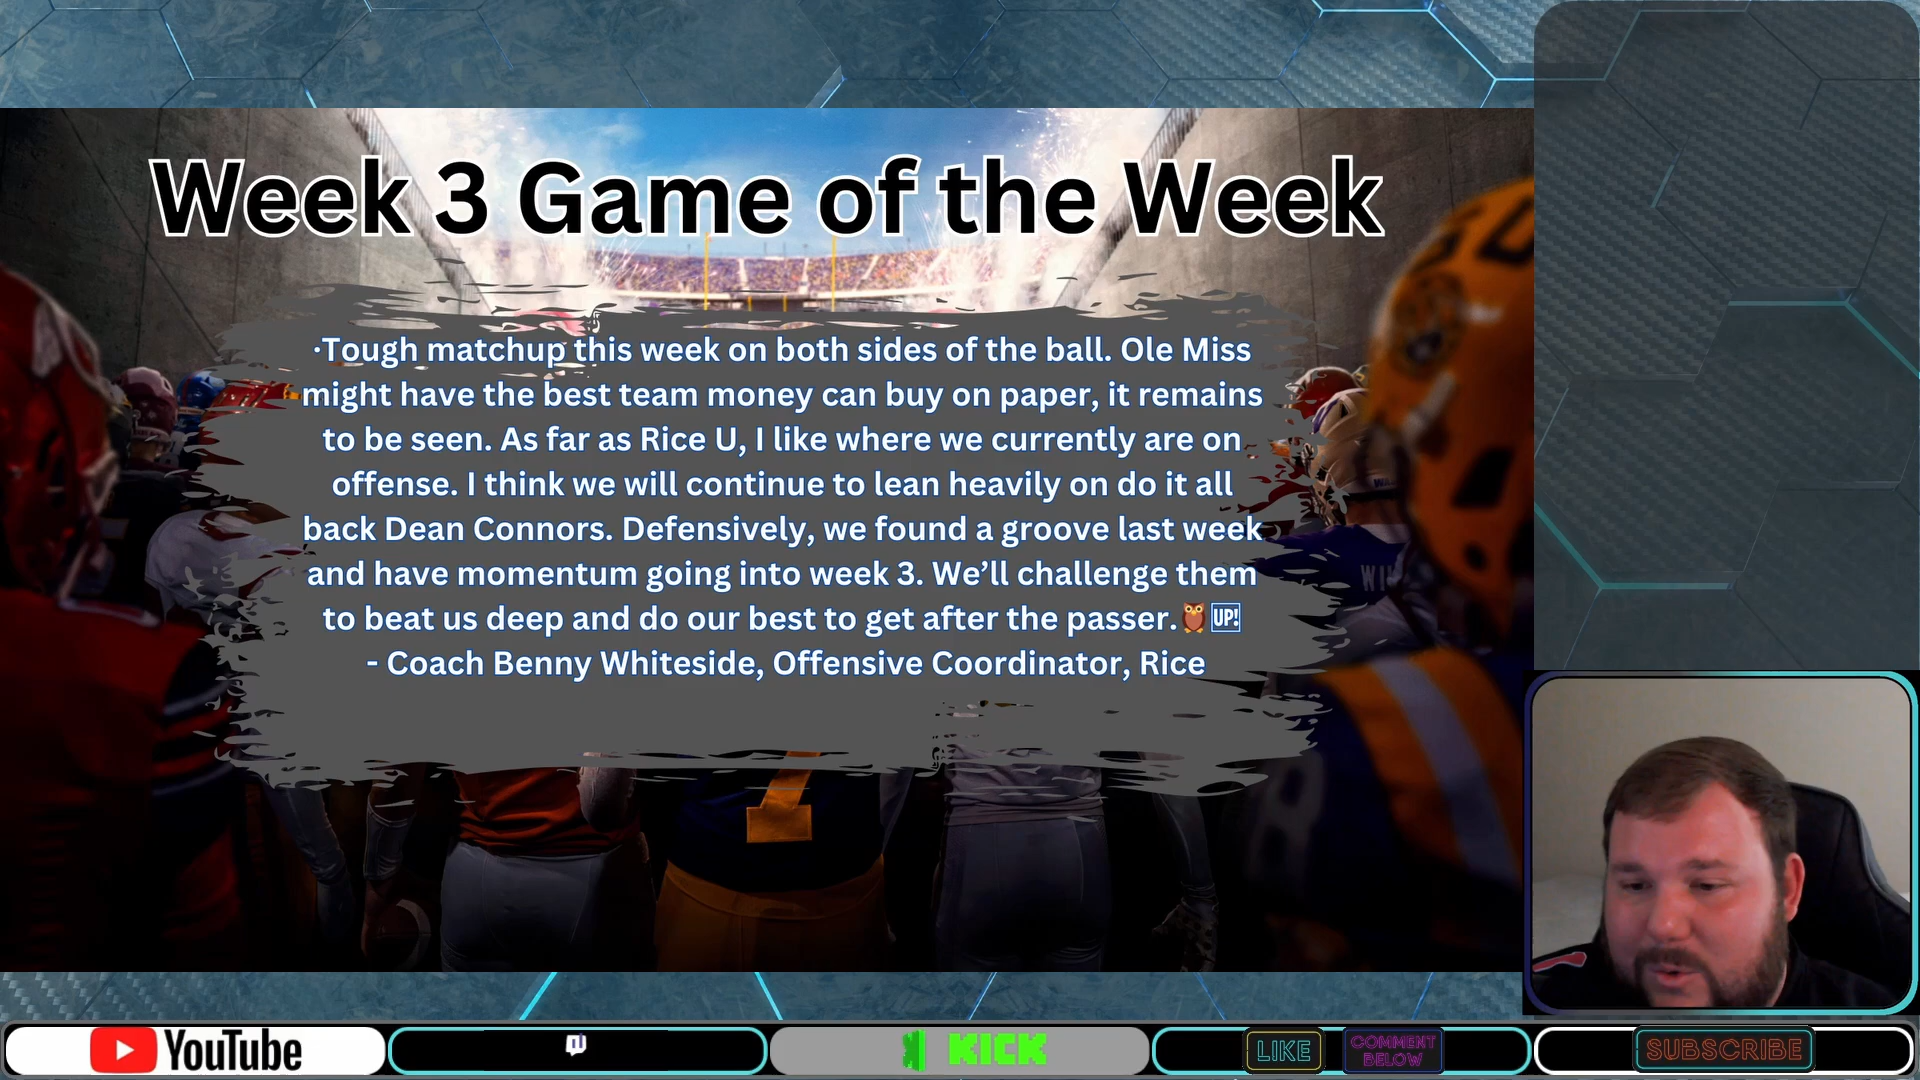 Week 3 Game of the Week
·Tough matchup this week on both sides of the ball. Ole Miss
might have the best team money can buy on paper, it remains
to be seen. As far as Rice U, I like where we currently are on
offense. I think we will continue to lean heavily on do it all
back Dean Connors. Defensively, we found a groove last week
and have momentum going into week 3. We’ll challenge them
to beat us deep and do our best to get after the passer.🦉🆙
- Coach Benny Whiteside, Offensive Coordinator, Rice
7
YouTube
KICK
LIKE
COMMENT
BELOW
SUBSCRIBE